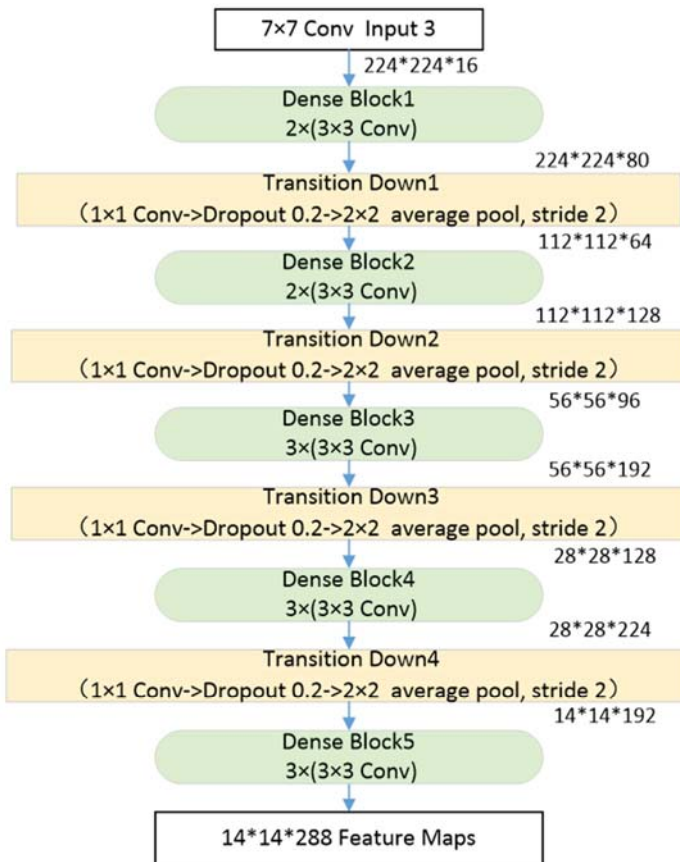 7×7 Conv Input 3
224*224*16
Dense Block1
2×(3×3 Conv)
224*224*80
Transition Down1
（1×1 Conv->Dropout 0.2->2×2 average pool, stride 2）
112*112*64
Dense Block2
2×(3×3 Conv)
112*112*128
Transition Down2
（1×1 Conv->Dropout 0.2->2×2 average pool, stride 2）
56*56*96
Dense Block3
3×(3×3 Conv)
56*56*192
Transition Down3
（1×1 Conv->Dropout 0.2->2×2 average pool, stride 2）
28*28*128
Dense Block4
3×(3×3 Conv)
28*28*224
Transition Down4
（1×1 Conv->Dropout 0.2->2×2 average pool, stride 2）
14*14*192
Dense Block5
3×(3×3 Conv)
14*14*288 Feature Maps